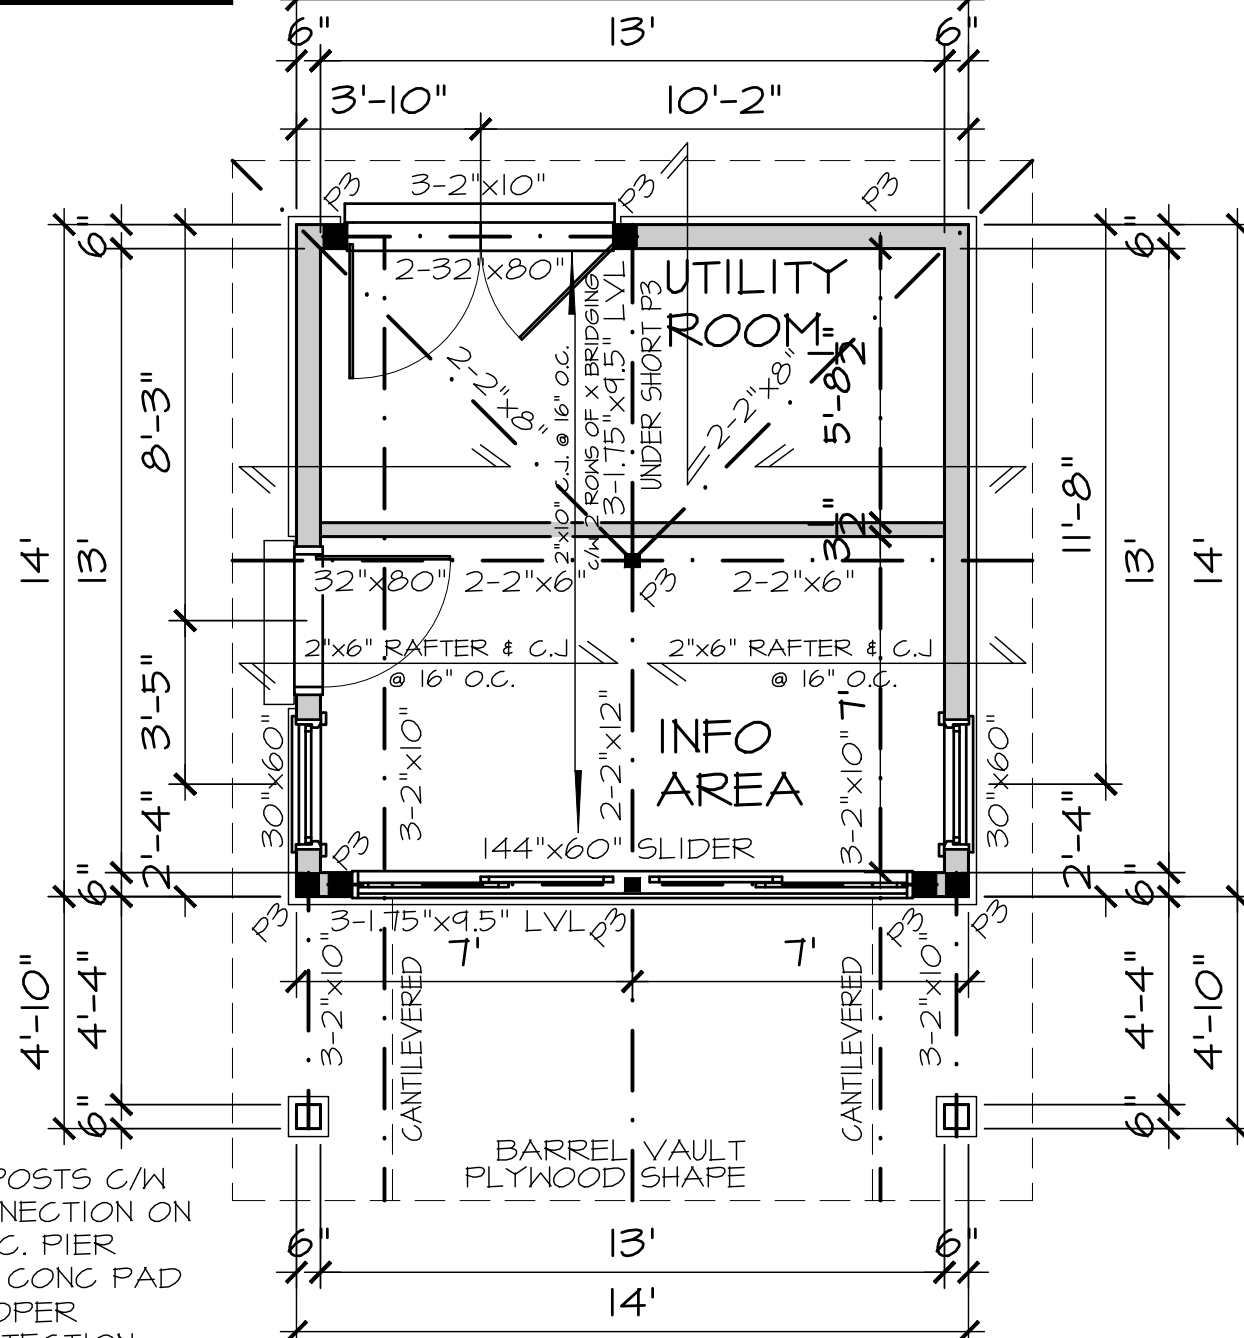 6" 13' 6"
3'-10" 10'-2"
P3 3-2"x10" P3 P3
2-32"x80"
UTILITY
ROOM
2-2"x8"
2"x10" C.J. @ 16" O.C.
C/W 2 ROWS OF X BRIDGING
3-1.75"x9.5" LVL
UNDER SHORT P3
2-2"x8"
5'-8 1/2"
3 1/2"
6"
8'-3"
14'
13'
3'-5"
2'-4"
6"
6"
11'-8"
13'
14'
2'-4"
6"
32"x80" 2-2"x6" P3 2-2"x6"
2"x6" RAFTER & C.J
@ 16" O.C.
2"x6" RAFTER & C.J
@ 16" O.C.
7'
30"x60"
3-2"x10"
2-2"x12"
INFO
AREA
3-2"x10"
30"x60"
P3
144"x60" SLIDER
P3 3-1.75"x9.5" LVL P3 P3 P3
7' 7'
3-2"x10"
CANTILEVERED
CANTILEVERED
3-2"x10"
4'-10"
4'-4"
6"
4'-4"
4'-10"
6"
BARREL VAULT
PLYWOOD SHAPE
POSTS C/W
NECTION ON
C. PIER
CONC PAD
OPER
6" 13' 6"
14'